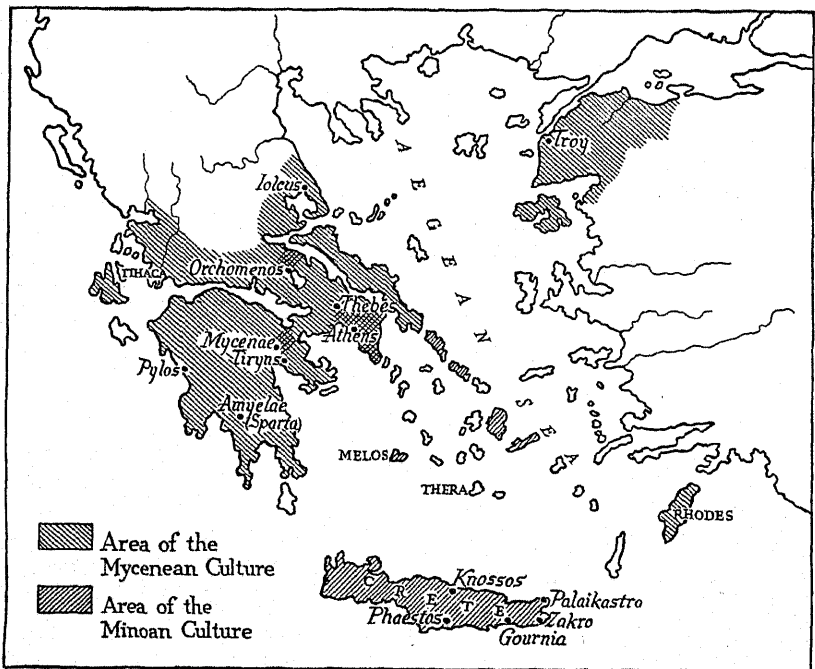 AEGEAN SEA
Troy
Iolcus
ITHACA
Orchomenos
Thebes
Athens
Mycenae
Tiryns
Pylos
Amyelae
(Sparta)
MELOS
THERA
RHODES
CRETE
Knossos
Palaikastro
Phaestos
Zakro
Gournia
Area of the
Mycenean Culture
Area of the
Minoan Culture